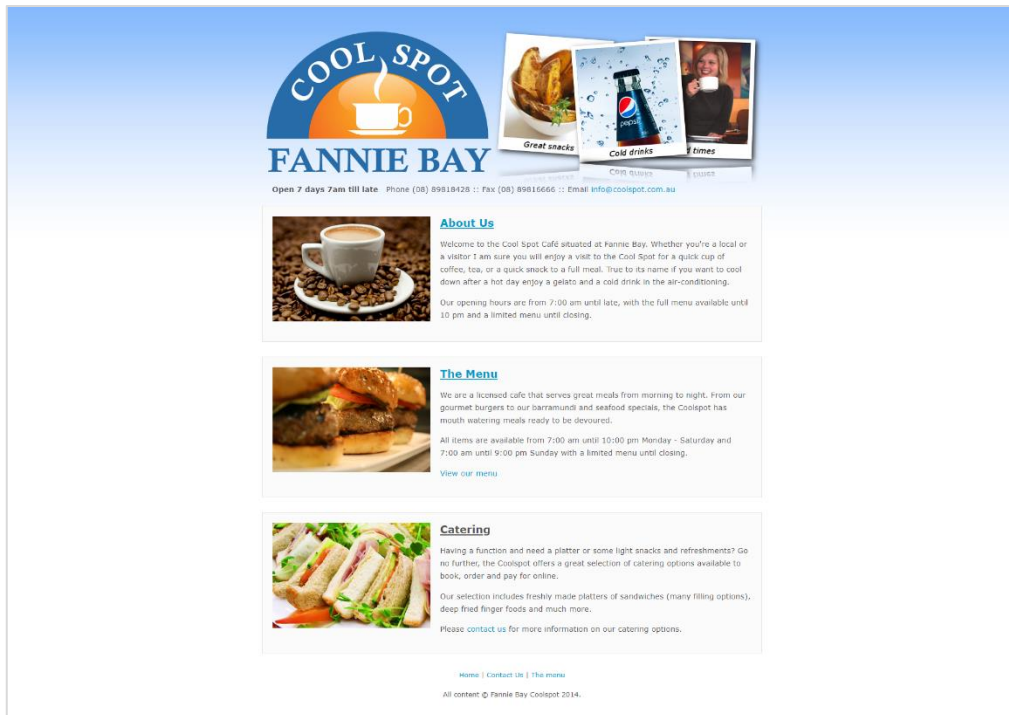 COOL SPOT
FANNIE BAY
Great snacks
pepsi
Cold drinks
d times
Open 7 days 7am till late Phone (08) 89818428 :: Fax (08) 89816666 :: Email info@coolspot.com.au
About Us
Welcome to the Cool Spot Café situated at Fannie Bay. Whether you're a local or
a visitor I am sure you will enjoy a visit to the Cool Spot for a quick cup of
coffee, tea, or a quick snack to a full meal. True to its name if you want to cool
down after a hot day enjoy a gelato and a cold drink in the air-conditioning.
Our opening hours are from 7:00 am until late, with the full menu available until
10 pm and a limited menu until closing.
The Menu
We are a licensed cafe that serves great meals from morning to night. From our
gourmet burgers to our barramundi and seafood specials, the Coolspot has
mouth watering meals ready to be devoured.
All items are available from 7:00 am until 10:00 pm Monday - Saturday and
7:00 am until 9:00 pm Sunday with a limited menu until closing.
View our menu
Catering
Having a function and need a platter or some light snacks and refreshments? Go
no further, the Coolspot offers a great selection of catering options available to
book, order and pay for online.
Our selection includes freshly made platters of sandwiches (many filling options),
deep fried finger foods and much more.
Please contact us for more information on our catering options.
Home | Contact Us | The menu
All content © Fannie Bay Coolspot 2014.